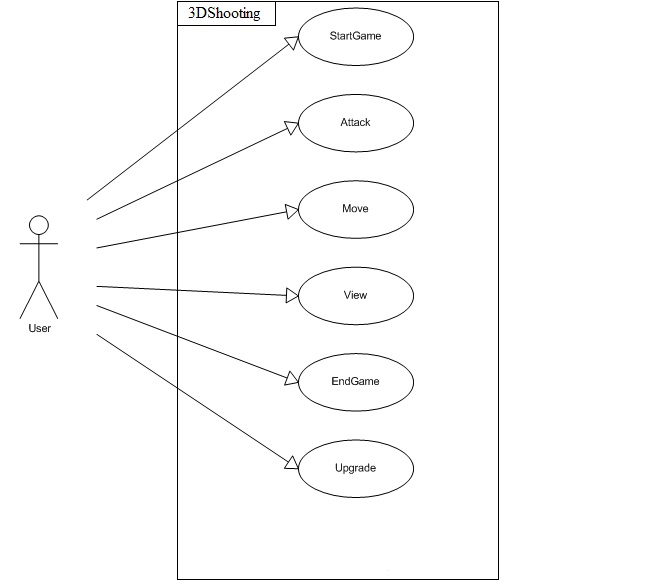 3DShooting
StartGame
Attack
Move
View
EndGame
Upgrade
User